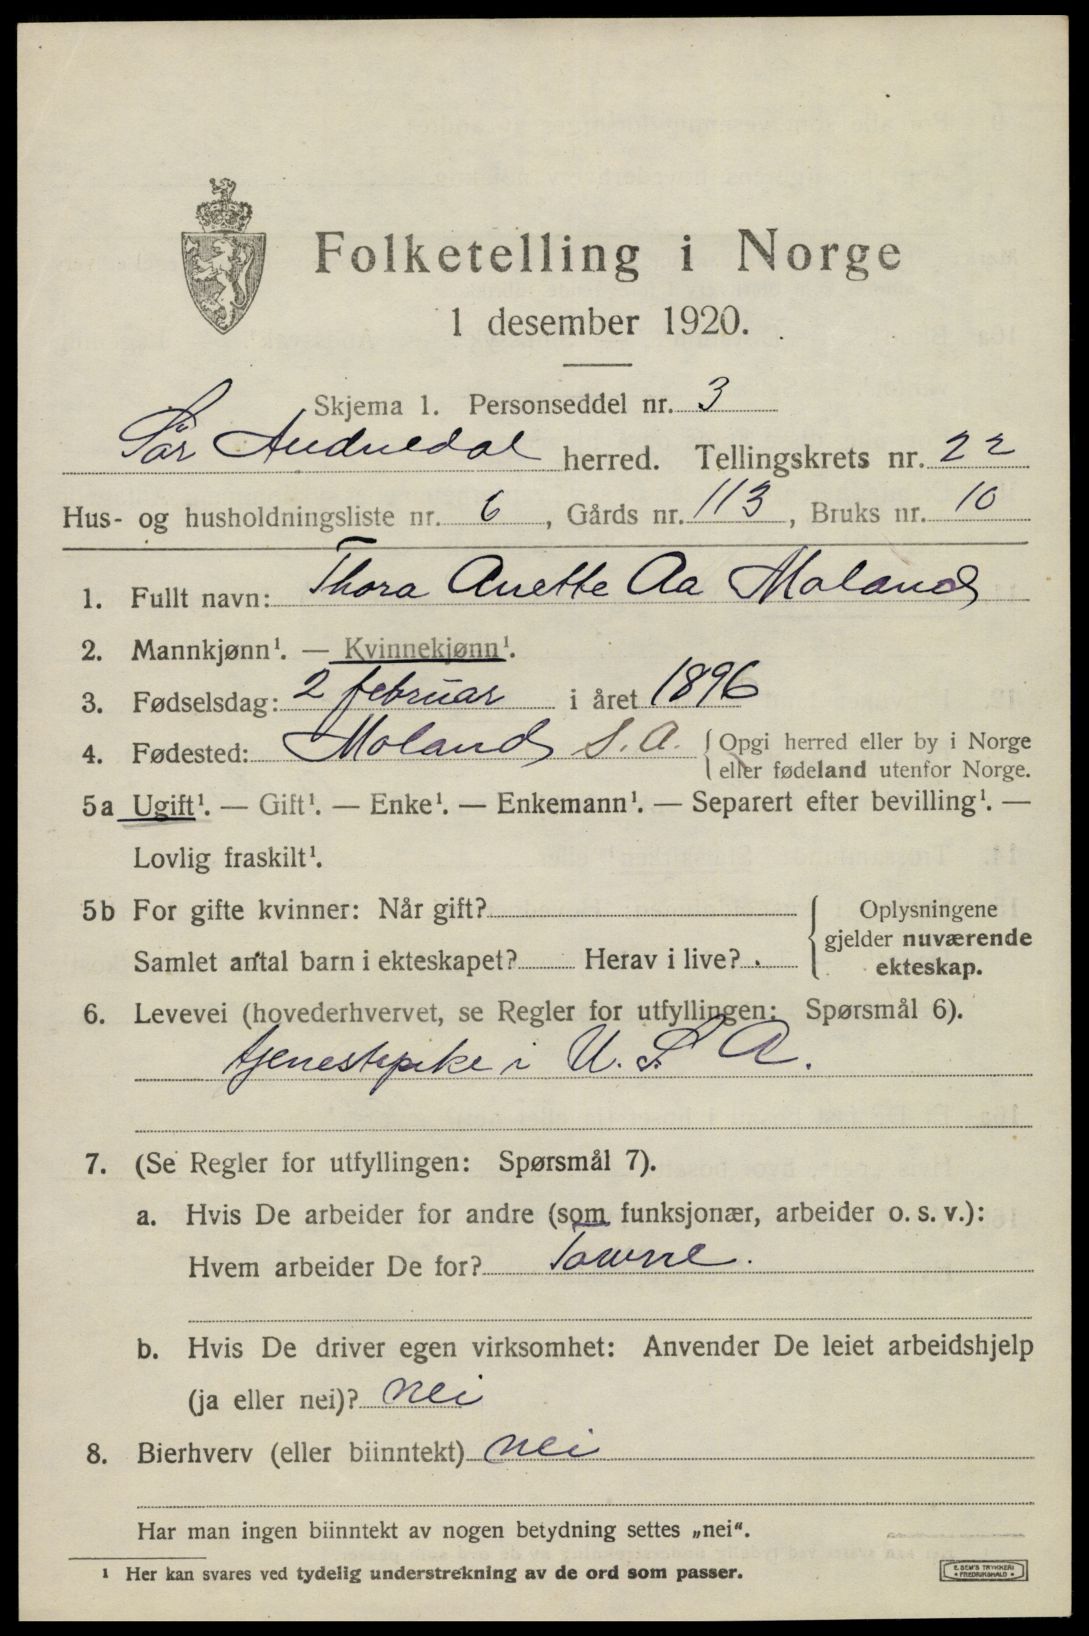 Folketelling i Norge
1 desember 1920.
Skjema 1. Personseddel nr. 3
Sør Audnedal herred. Tellingskrets nr. 22
Hus- og husholdningsliste nr. 6, Gårds nr. 113, Bruks nr. 10
1. Fullt navn: Thora Anette Aa Moland
2. Mannkjønn¹. — Kvinnekjønn¹.
3. Fødselsdag: 2 februar i året 1896
4. Fødested: Moland S. A. { Opgi herred eller by i Norge
eller fødeland utenfor Norge.
5a Ugift¹. — Gift¹. — Enke¹. — Enkemann¹. — Separert efter bevilling¹. —
Lovlig fraskilt¹.
5b For gifte kvinner: Når gift? { Oplysningene
gjelder nuværende
Samlet antal barn i ekteskapet? Herav i live? . ekteskap.
6. Levevei (hovederhvervet, se Regler for utfyllingen: Spørsmål 6).
tjenestepike i U. S. A.
7. (Se Regler for utfyllingen: Spørsmål 7).
a. Hvis De arbeider for andre (som funksjonær, arbeider o. s. v.):
Hvem arbeider De for? Towne.
b. Hvis De driver egen virksomhet: Anvender De leiet arbeidshjelp
(ja eller nei)? nei
8. Bierhverv (eller biinntekt) nei
Har man ingen biinntekt av nogen betydning settes „nei“.
¹ Her kan svares ved tydelig understrekning av de ord som passer.
E. SEM'S TRYKKERI
• FREDRIKSHALD •